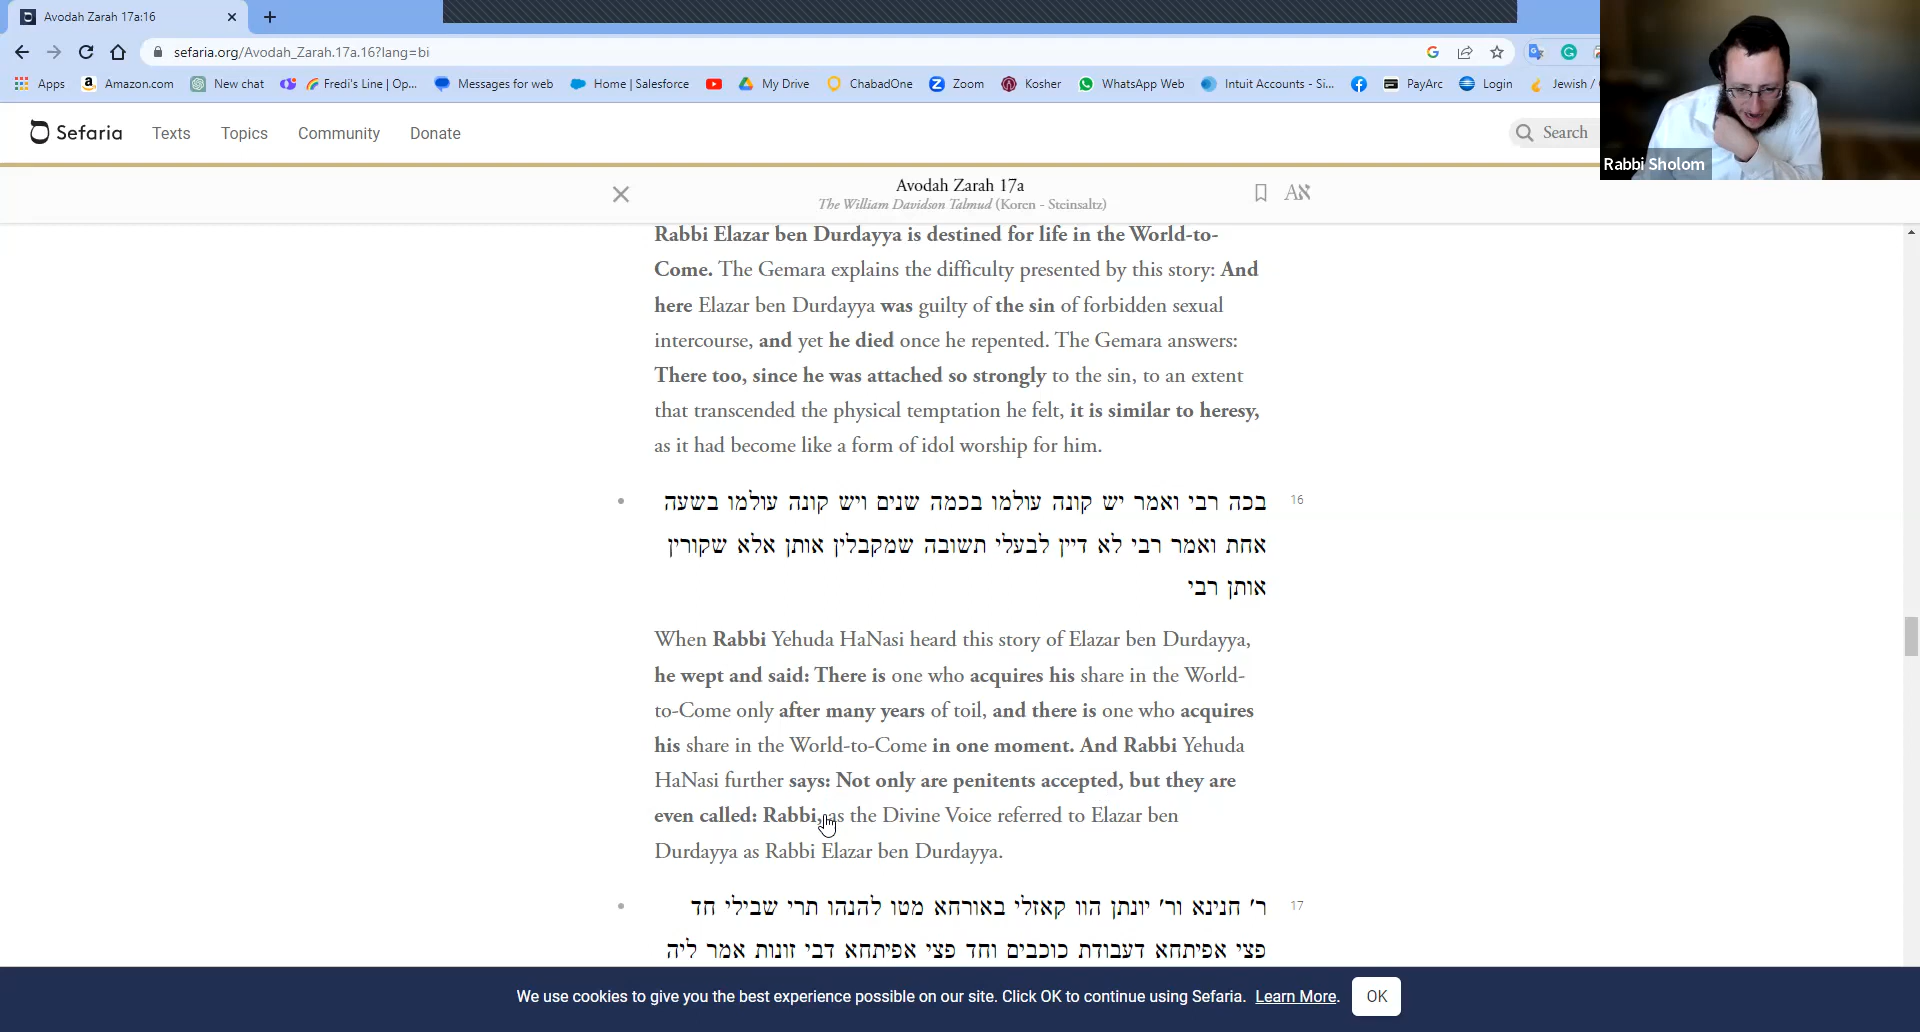 Avodah Zarah 17a:16
sefaria.org/Avodah_Zarah.17a.16?lang=bi
Apps Amazon.com New chat Fredi's Line | Op... Messages for web Home | Salesforce My Drive ChabadOne Zoom Kosher WhatsApp Web Intuit Accounts - Si... PayArc Login Jewish /
Sefaria Texts Topics Community Donate Search
Rabbi Sholom
Avodah Zarah 17a
The William Davidson Talmud (Koren - Steinsaltz)
Rabbi Elazar ben Durdayya is destined for life in the World-to-
Come. The Gemara explains the difficulty presented by this story: And
here Elazar ben Durdayya was guilty of the sin of forbidden sexual
intercourse, and yet he died once he repented. The Gemara answers:
There too, since he was attached so strongly to the sin, to an extent
that transcended the physical temptation he felt, it is similar to heresy,
as it had become like a form of idol worship for him.
16
בכה רבי ואמר יש קונה עולמו בכמה שנים ויש קונה עולמו בשעה
אחת ואמר רבי לא דיין לבעלי תשובה שמקבלין אותן אלא שקורין
אותן רבי
When Rabbi Yehuda HaNasi heard this story of Elazar ben Durdayya,
he wept and said: There is one who acquires his share in the World-
to-Come only after many years of toil, and there is one who acquires
his share in the World-to-Come in one moment. And Rabbi Yehuda
HaNasi further says: Not only are penitents accepted, but they are
even called: Rabbi, as the Divine Voice referred to Elazar ben
Durdayya as Rabbi Elazar ben Durdayya.
17
ר׳ חנינא ור׳ יונתן הוו קאזלי באורחא מטו להנהו תרי שבילי חד
פצי אפיתחא דעבודת כוכבים וחד פצי אפיתחא דבי זונות אמר ליה
We use cookies to give you the best experience possible on our site. Click OK to continue using Sefaria. Learn More. OK